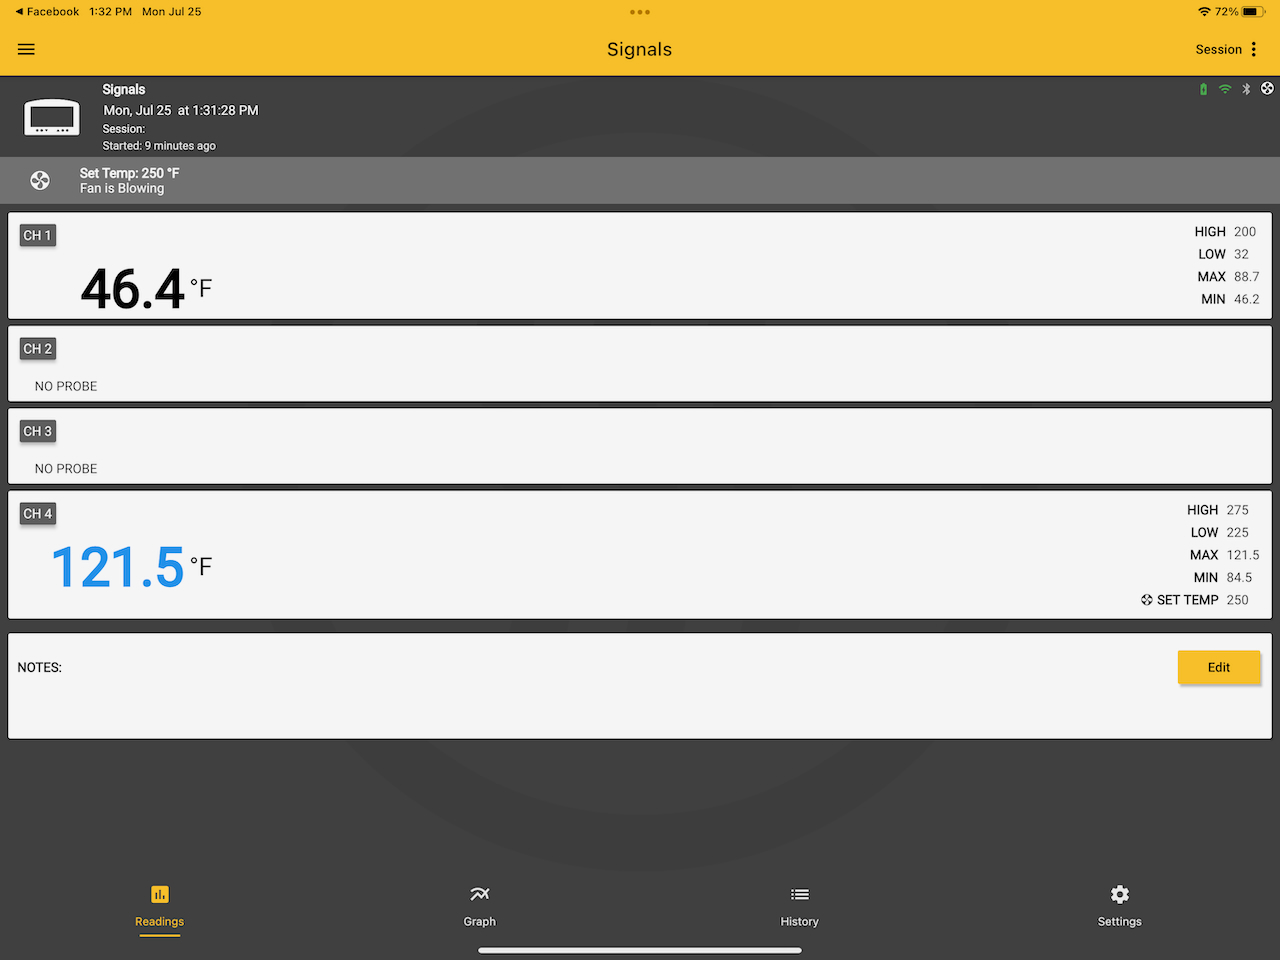 ◀ Facebook 1:32 PM Mon Jul 25
72%
Signals
Session
Signals
Mon, Jul 25 at 1:31:28 PM
Session:
Started: 9 minutes ago
Set Temp: 250 °F
Fan is Blowing
CH 1
46.4 °F
HIGH 200
LOW 32
MAX 88.7
MIN 46.2
CH 2
NO PROBE
CH 3
NO PROBE
CH 4
121.5 °F
HIGH 275
LOW 225
MAX 121.5
MIN 84.5
SET TEMP 250
NOTES:
Edit
Readings
Graph
History
Settings